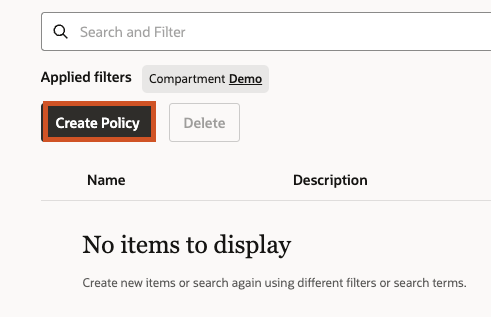 Search and Filter
Applied filters Compartment Demo
Create Policy Delete
Name Description
No items to display
Create new items or search again using different filters or search terms.